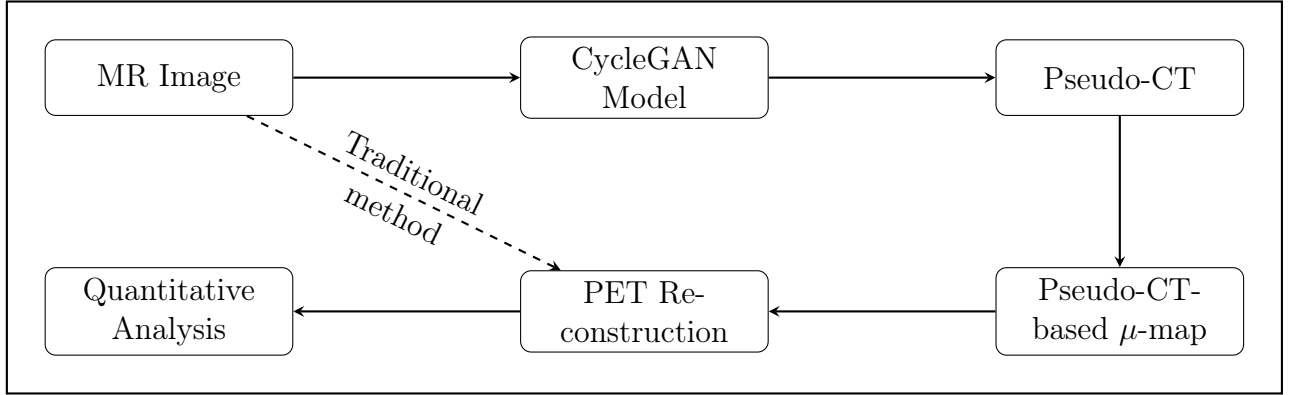 MR Image
CycleGAN
Model
Pseudo-CT
Traditional
method
Quantitative
Analysis
PET Re-
construction
Pseudo-CT-
based μ-map